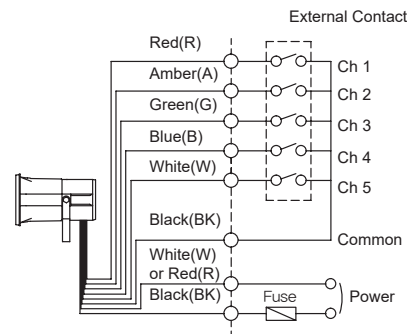 External Contact
Red(R)
Ch 1
Amber(A)
Ch 2
Green(G)
Ch 3
Blue(B)
Ch 4
White(W)
Ch 5
Black(BK)
Common
White(W)
or Red(R)
Black(BK)
Fuse
Power